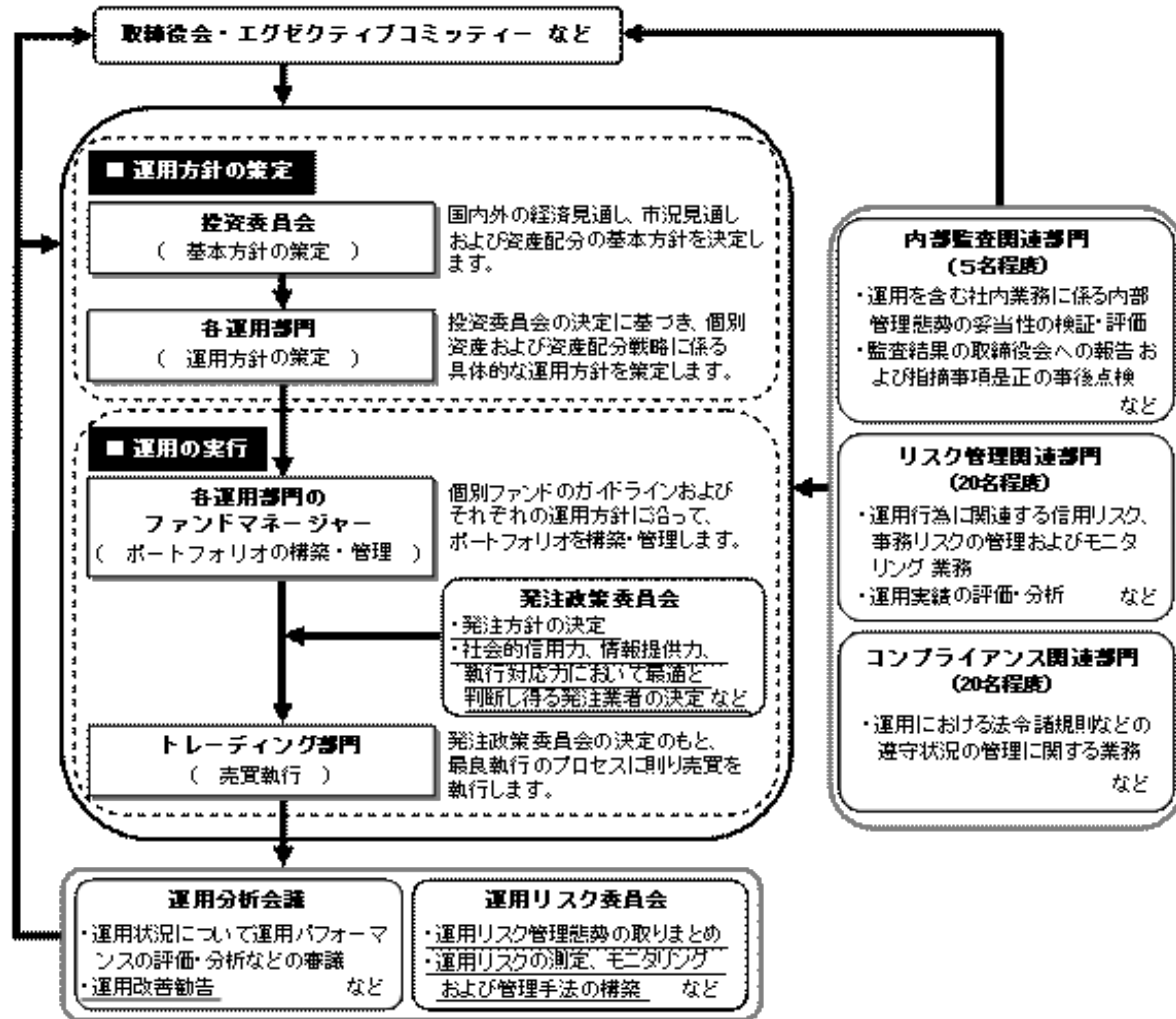 取締役会・エグゼクティブコミッティー など
■ 運用方針の策定
投資委員会
( 基本方針の策定 )
国内外の経済見通し、市況見通し
および資産配分の基本方針を決定し
ます。
各運用部門
( 運用方針の策定 )
投資委員会の決定に基づき、個別
資産および資産配分戦略に係る
具体的な運用方針を策定します。
■ 運用の実行
各運用部門の
ファンドマネージャー
( ポートフォリオの構築・管理 )
個別ファンドのガイドラインおよび
それぞれの運用方針に沿って、
ポートフォリオを構築・管理します。
発注政策委員会
・発注方針の決定
・社会的信用力、情報提供力、
執行対応力において最適と
判断し得る発注業者の決定 など
トレーディング部門
( 売買執行 )
発注政策委員会の決定のもと、
最良執行のプロセスに則り売買を
執行します。
内部監査関連部門
(5名程度)
・運用を含む社内業務に係る内部
管理態勢の妥当性の検証・評価
・監査結果の取締役会への報告 お
よび指摘事項是正の事後点検
など
リスク管理関連部門
(20名程度)
・運用行為に関連する信用リスク、
事務リスクの管理およびモニタ
リング 業務
・運用実績の評価・分析 など
コンプライアンス関連部門
(20名程度)
・運用における法令諸規則などの
遵守状況の管理に関する業務
など
運用分析会議
・運用状況について運用パフォーマ
ンスの評価・分析などの審議
・運用改善勧告 など
運用リスク委員会
・運用リスク管理態勢の取りまとめ
・運用リスクの測定、モニタリング
および管理手法の構築 など